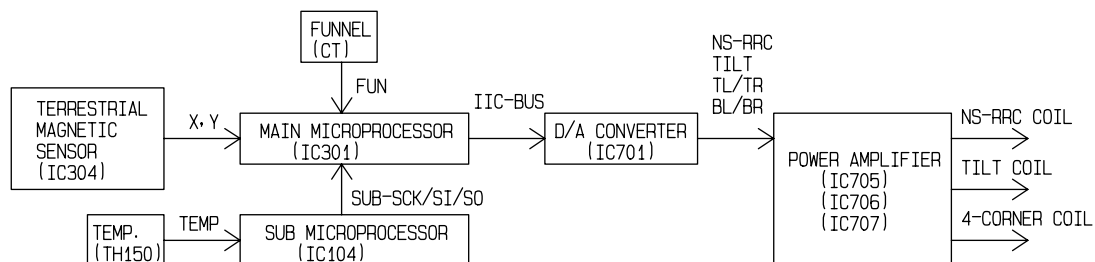 FUNNEL
(CT)
FUN
NS-RRC
TILT
TL/TR
BL/BR
TERRESTRIAL
MAGNETIC
SENSOR
(IC304)
X,Y
MAIN MICROPROCESSOR
(IC301)
IIC-BUS
D/A CONVERTER
(IC701)
POWER AMPLIFIER
(IC705)
(IC706)
(IC707)
NS-RRC COIL
TILT COIL
4-CORNER COIL
SUB-SCK/SI/SO
TEMP.
(TH150)
TEMP
SUB MICROPROCESSOR
(IC104)